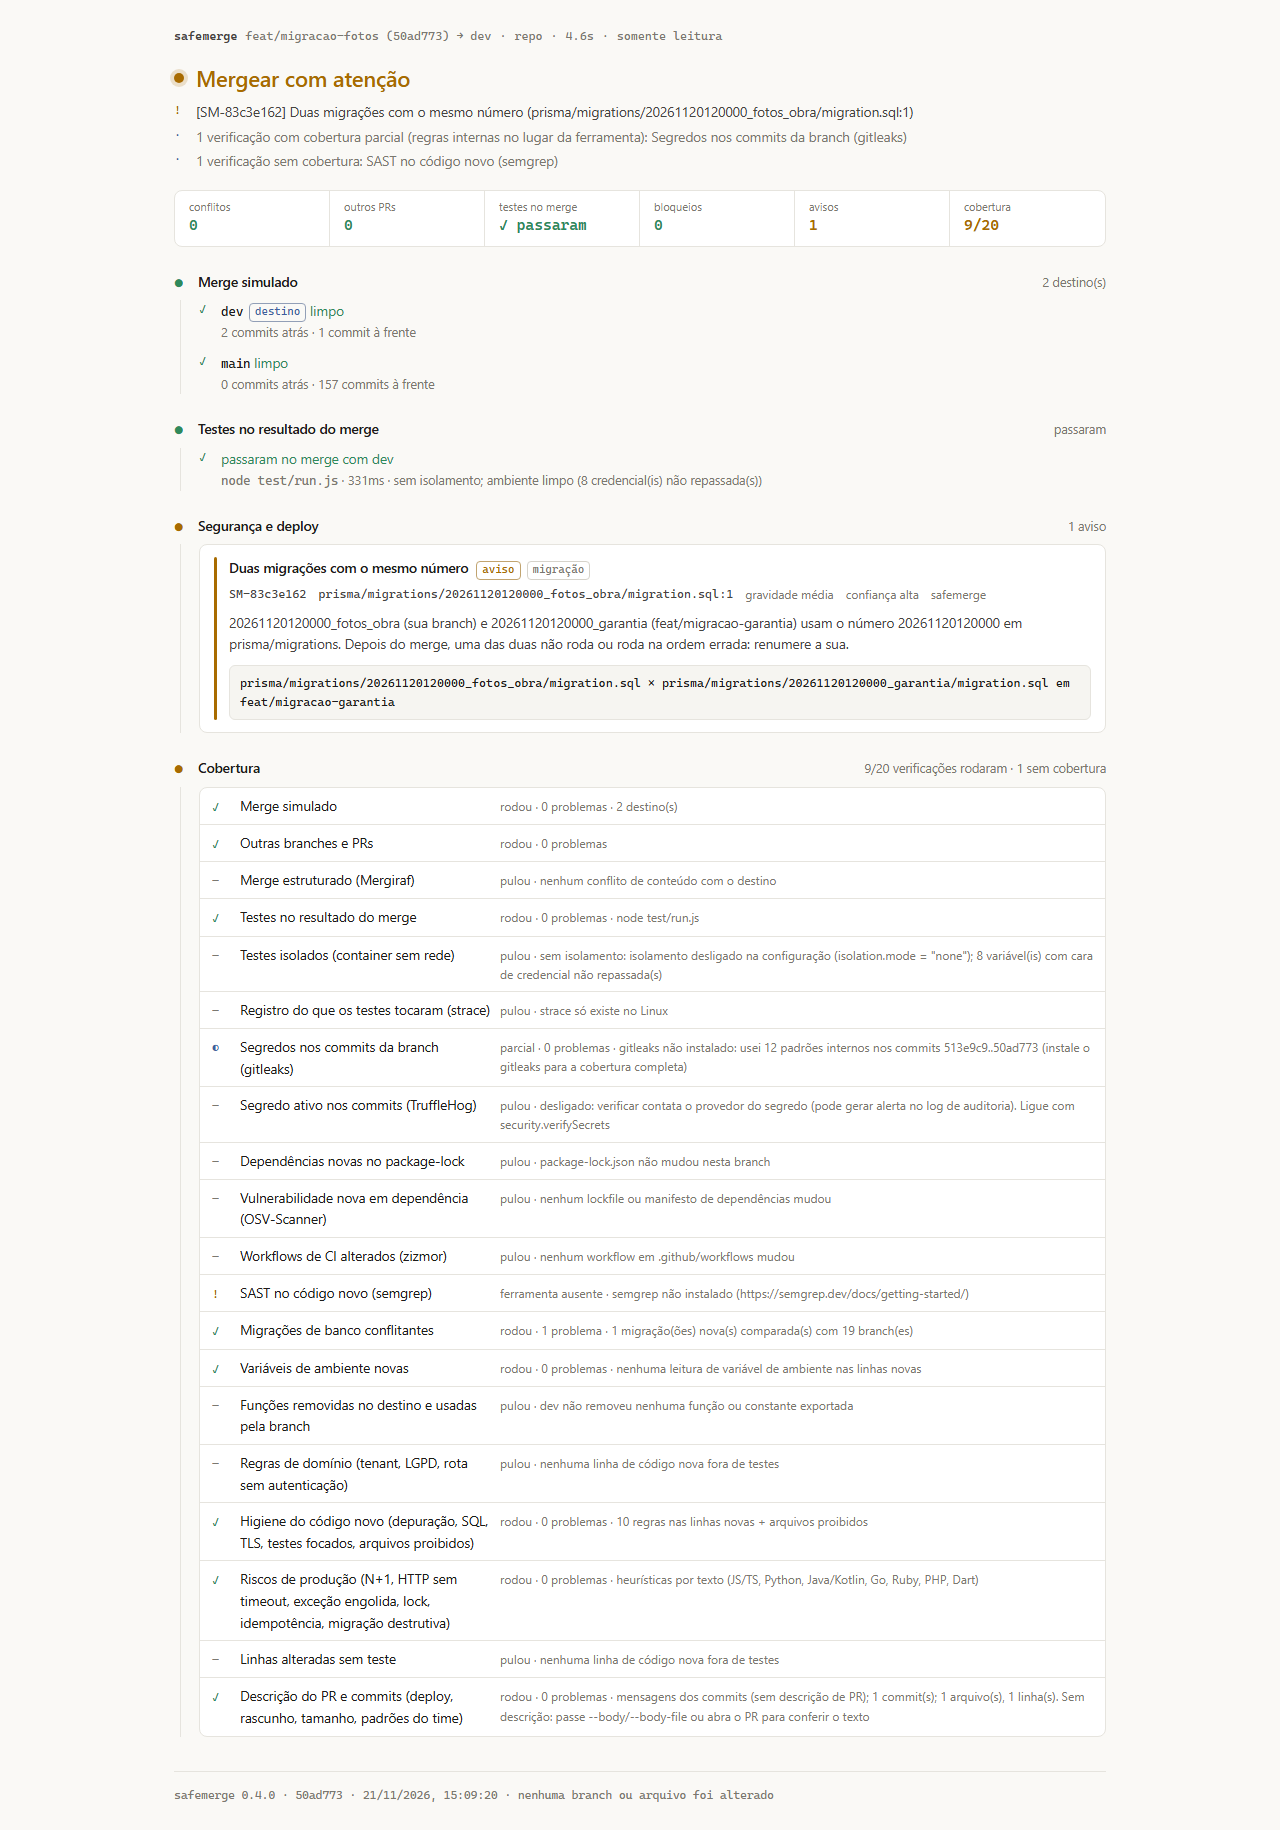 safemerge feat/migracao-fotos (50ad773) → dev · repo · 4.6s · somente leitura
Mergear com atenção
! [SM-83c3e162] Duas migrações com o mesmo número (prisma/migrations/20261120120000_fotos_obra/migration.sql:1)
· 1 verificação com cobertura parcial (regras internas no lugar da ferramenta): Segredos nos commits da branch (gitleaks)
· 1 verificação sem cobertura: SAST no código novo (semgrep)
conflitos outros PRs testes no merge bloqueios avisos cobertura
0 0 ✓ passaram 0 1 9/20
Merge simulado 2 destino(s)
✓ dev destino limpo
2 commits atrás · 1 commit à frente
✓ main limpo
0 commits atrás · 157 commits à frente
Testes no resultado do merge passaram
✓ passaram no merge com dev
node test/run.js · 331ms · sem isolamento; ambiente limpo (8 credencial(is) não repassada(s))
Segurança e deploy 1 aviso
Duas migrações com o mesmo número aviso migração
SM-83c3e162 prisma/migrations/20261120120000_fotos_obra/migration.sql:1 gravidade média confiança alta safemerge
20261120120000_fotos_obra (sua branch) e 20261120120000_garantia (feat/migracao-garantia) usam o número 20261120120000 em
prisma/migrations. Depois do merge, uma das duas não roda ou roda na ordem errada: renumere a sua.
prisma/migrations/20261120120000_fotos_obra/migration.sql × prisma/migrations/20261120120000_garantia/migration.sql em
feat/migracao-garantia
Cobertura 9/20 verificações rodaram · 1 sem cobertura
✓ Merge simulado rodou · 0 problemas · 2 destino(s)
✓ Outras branches e PRs rodou · 0 problemas
– Merge estruturado (Mergiraf) pulou · nenhum conflito de conteúdo com o destino
✓ Testes no resultado do merge rodou · 0 problemas · node test/run.js
– Testes isolados (container sem rede) pulou · sem isolamento: isolamento desligado na configuração (isolation.mode = "none"); 8 variável(is) com cara
de credencial não repassada(s)
– Registro do que os testes tocaram (strace) pulou · strace só existe no Linux
◐ Segredos nos commits da branch parcial · 0 problemas · gitleaks não instalado: usei 12 padrões internos nos commits 513e9c9..50ad773 (instale o
(gitleaks) gitleaks para a cobertura completa)
– Segredo ativo nos commits (TruffleHog) pulou · desligado: verificar contata o provedor do segredo (pode gerar alerta no log de auditoria). Ligue com
security.verifySecrets
– Dependências novas no package-lock pulou · package-lock.json não mudou nesta branch
– Vulnerabilidade nova em dependência pulou · nenhum lockfile ou manifesto de dependências mudou
(OSV-Scanner)
– Workflows de CI alterados (zizmor) pulou · nenhum workflow em .github/workflows mudou
! SAST no código novo (semgrep) ferramenta ausente · semgrep não instalado (https://semgrep.dev/docs/getting-started/)
✓ Migrações de banco conflitantes rodou · 1 problema · 1 migração(ões) nova(s) comparada(s) com 19 branch(es)
✓ Variáveis de ambiente novas rodou · 0 problemas · nenhuma leitura de variável de ambiente nas linhas novas
– Funções removidas no destino e usadas pulou · dev não removeu nenhuma função ou constante exportada
pela branch
– Regras de domínio (tenant, LGPD, rota pulou · nenhuma linha de código nova fora de testes
sem autenticação)
✓ Higiene do código novo (depuração, SQL, rodou · 0 problemas · 10 regras nas linhas novas + arquivos proibidos
TLS, testes focados, arquivos proibidos)
✓ Riscos de produção (N+1, HTTP sem rodou · 0 problemas · heurísticas por texto (JS/TS, Python, Java/Kotlin, Go, Ruby, PHP, Dart)
timeout, exceção engolida, lock,
idempotência, migração destrutiva)
– Linhas alteradas sem teste pulou · nenhuma linha de código nova fora de testes
✓ Descrição do PR e commits (deploy, rodou · 0 problemas · mensagens dos commits (sem descrição de PR); 1 commit(s); 1 arquivo(s), 1 linha(s). Sem
rascunho, tamanho, padrões do time) descrição: passe --body/--body-file ou abra o PR para conferir o texto
safemerge 0.4.0 · 50ad773 · 21/11/2026, 15:09:20 · nenhuma branch ou arquivo foi alterado